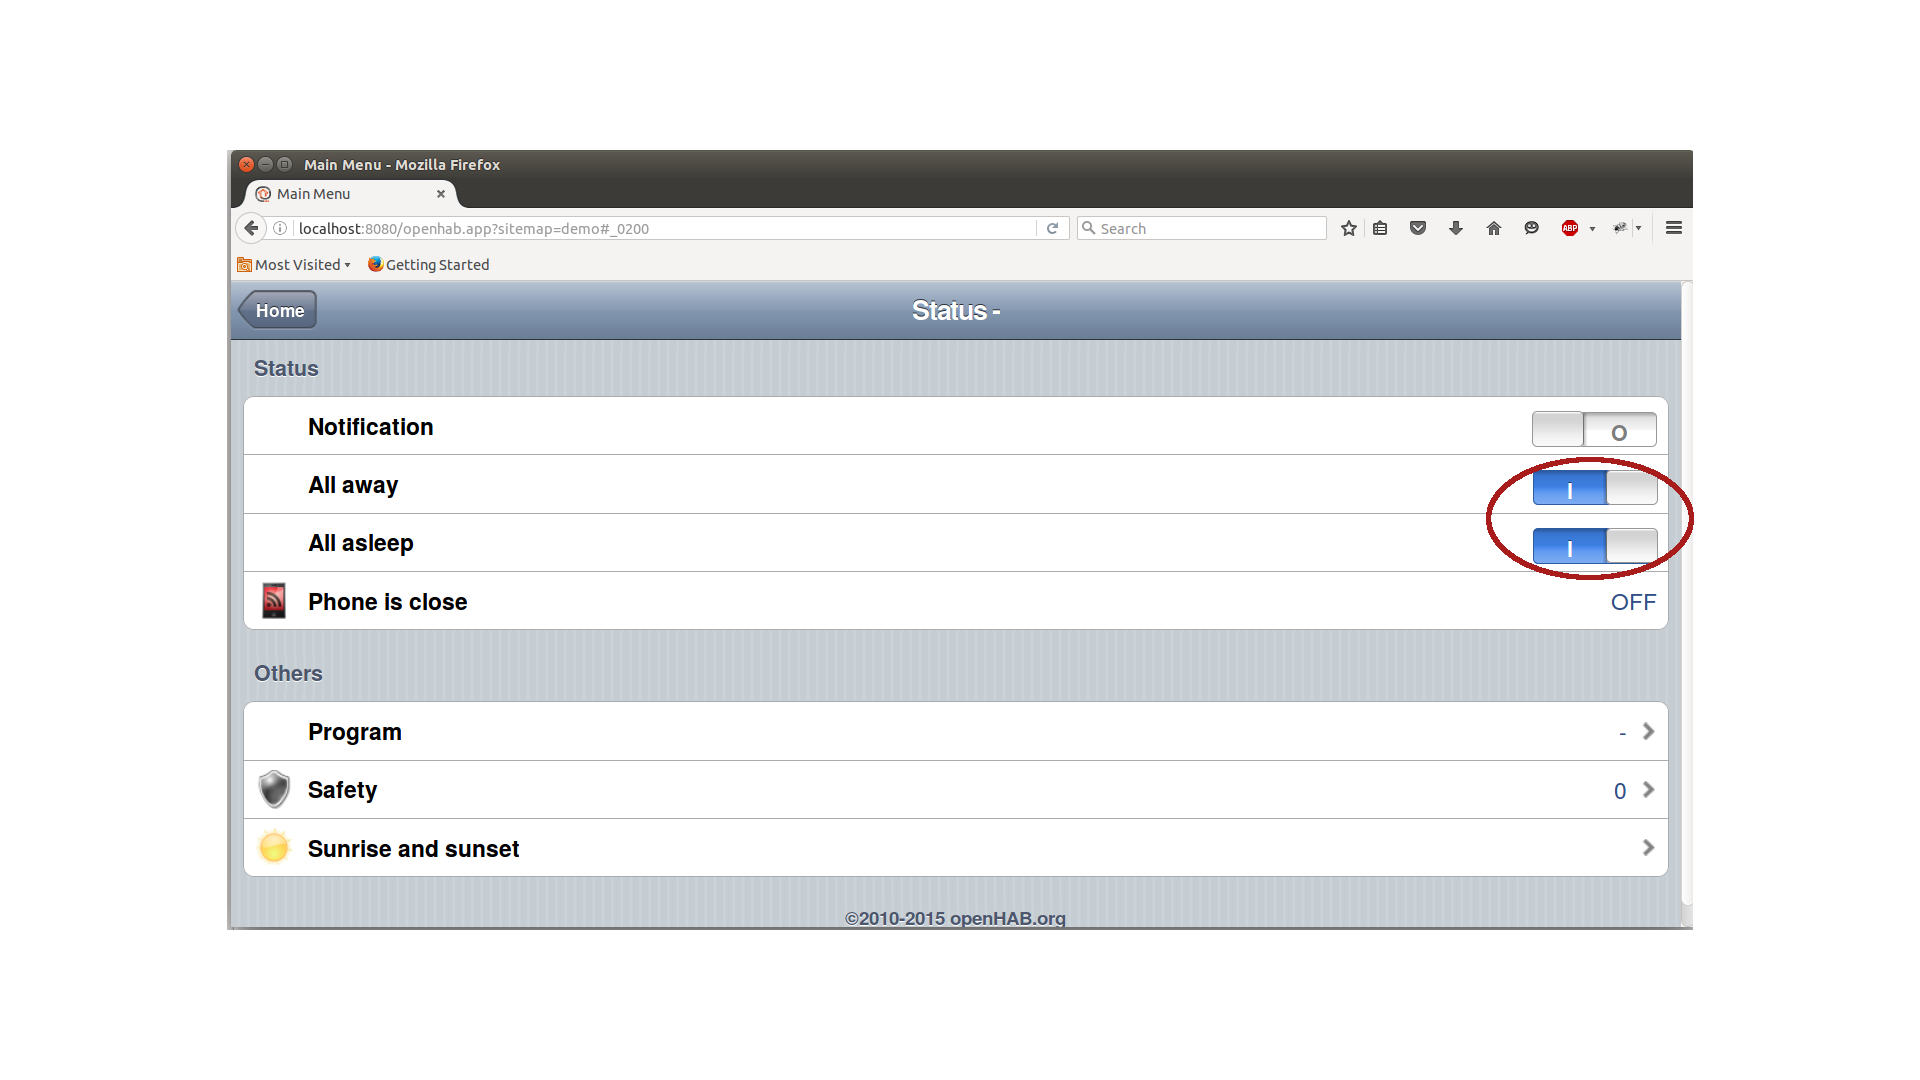 Main Menu - Mozilla Firefox
Main Menu
localhost:8080/openhab.app?sitemap=demo#_0200
Search
ABP
Most Visited
Getting Started
Home
Status -
Status
Notification
O
All away
I
All asleep
I
Phone is close
OFF
Others
Program
-
Safety
0
Sunrise and sunset
©2010-2015 openHAB.org